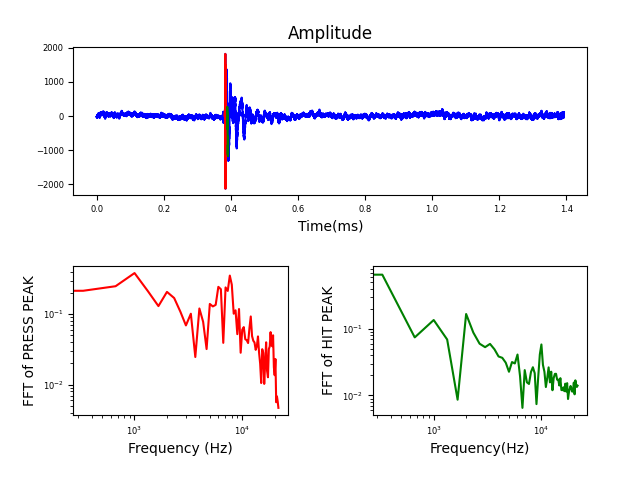 Amplitude
2000
1000
0
−1000
−2000
0.0 0.2 0.4 0.6 0.8 1.0 1.2 1.4
Time(ms)
FFT of PRESS PEAK
10⁻¹
10⁻²
10³ 10⁴
Frequency (Hz)
FFT of HIT PEAK
10⁻¹
10⁻²
10³ 10⁴
Frequency(Hz)